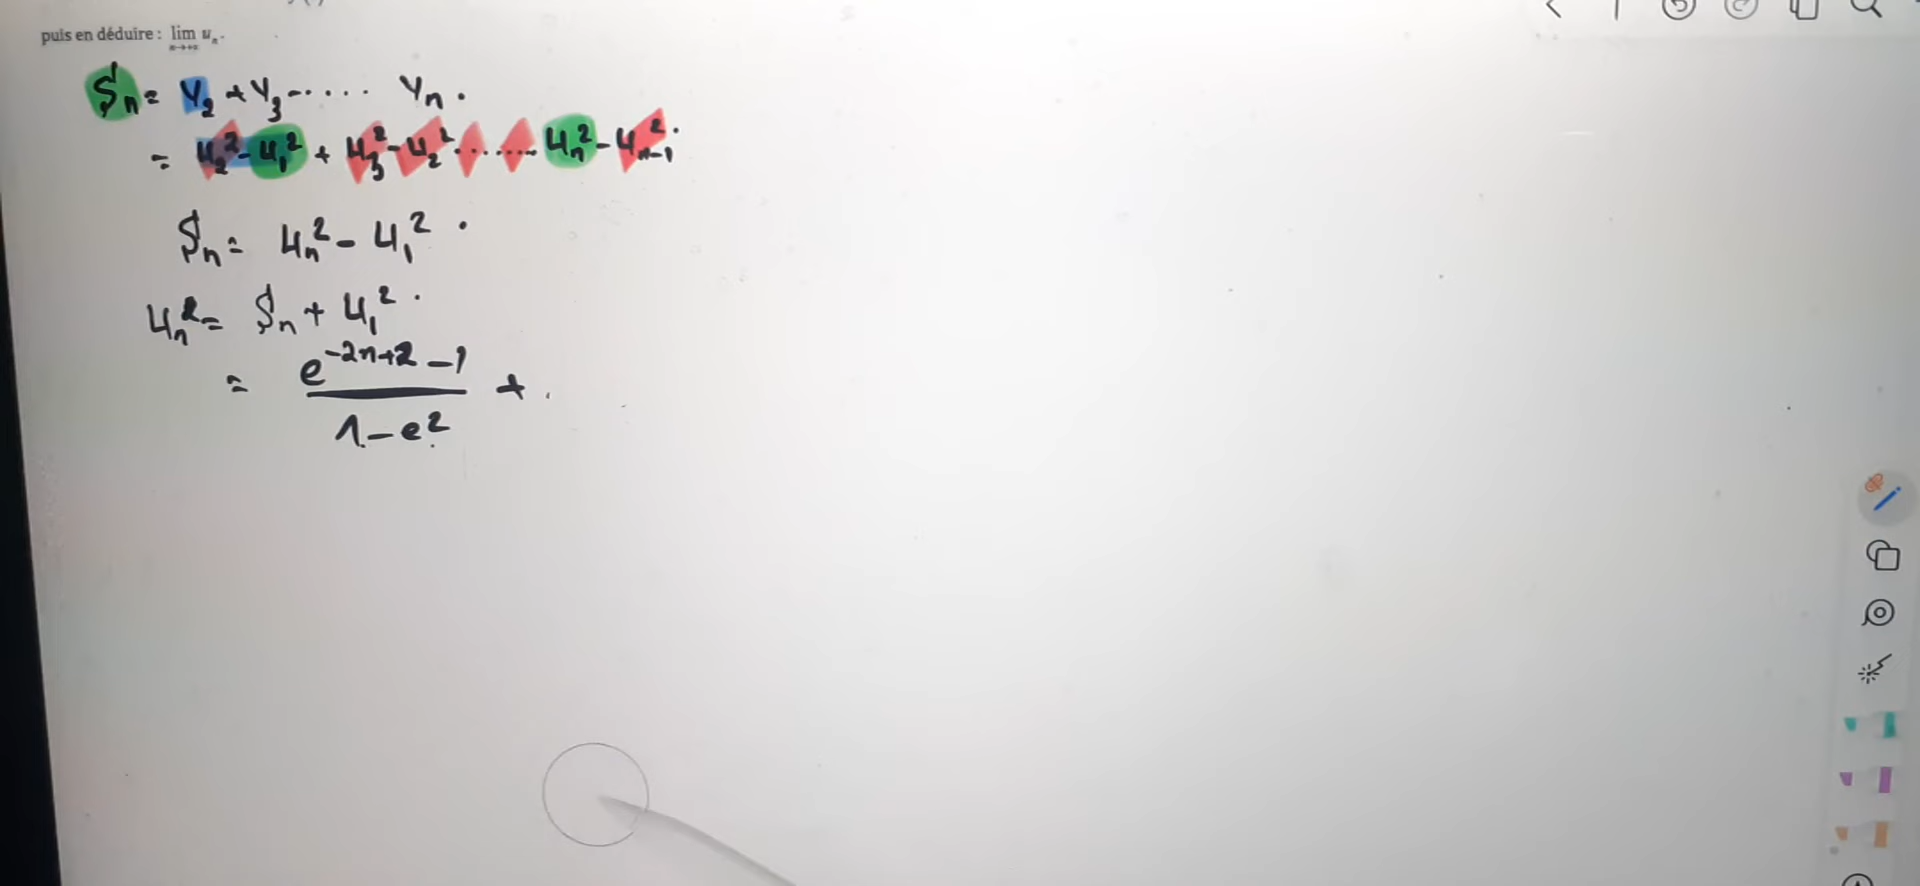 puis en déduire : lim uₙ.
n→+∞
Sₙ = V₂ + V₃ ..... Vₙ.
= U₂² - U₁² + U₃² - U₂² ....... Uₙ² - Uₙ₋₁².
Sₙ = Uₙ² - U₁².
Uₙ² = Sₙ + U₁².
= (e^(-2n+2) - 1) / (1 - e²) + .